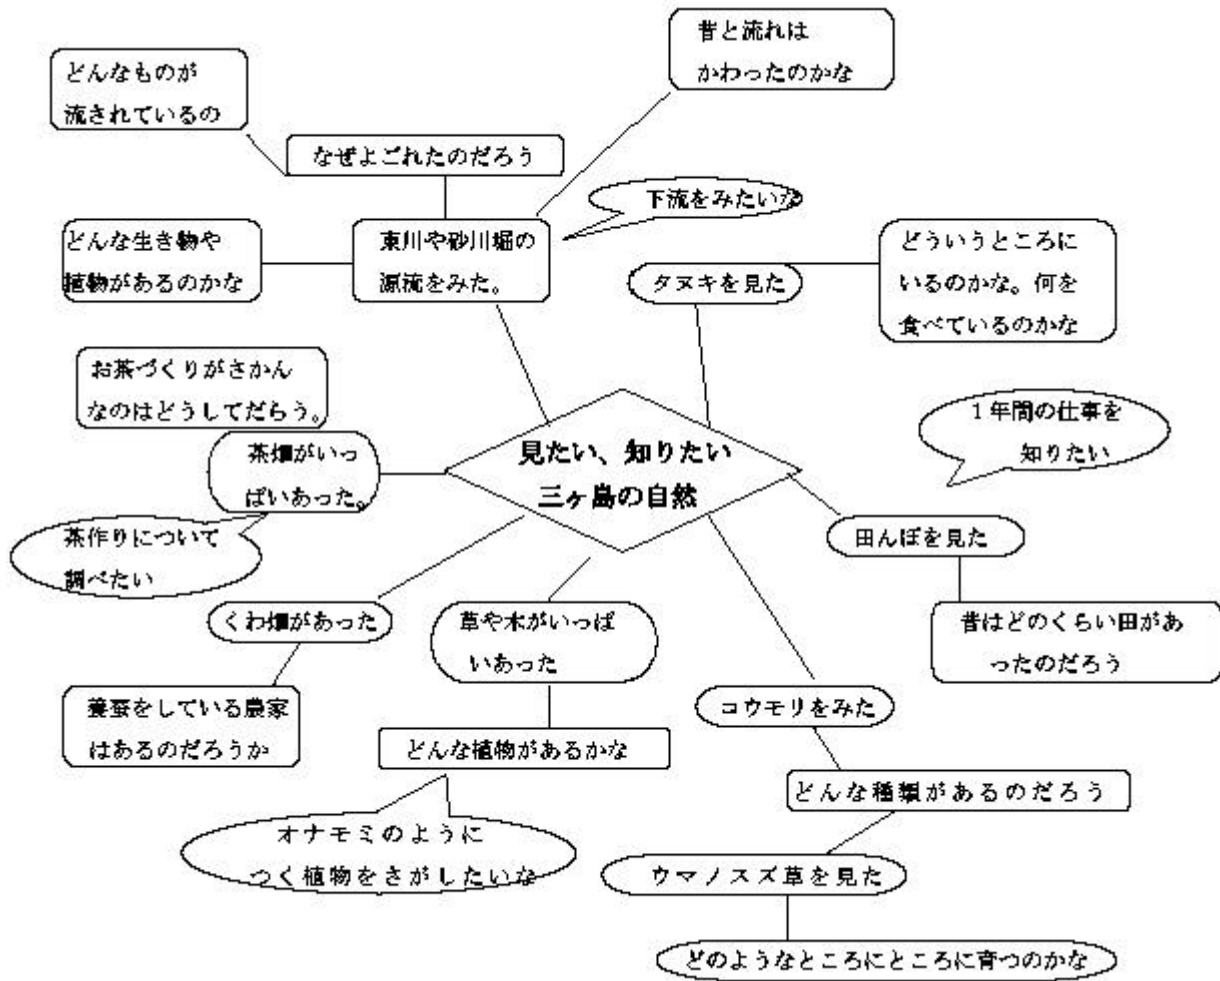 昔と流れは
かわったのかな
どんなものが
流されているの
なぜよごれたのだろう
下流をみたいな
どんな生き物や
植物があるのかな
東川や砂川堀の
源流をみた。
タヌキを見た
どういうところに
いるのかな。何を
食べているのかな
お茶づくりがさかん
なのはどうしてだろう。
茶畑がいっ
ぱいあった。
茶作りについて
調べたい
見たい、知りたい
三ヶ島の自然
1年間の仕事を
知りたい
田んぼを見た
昔はどのくらい田があ
ったのだろう
くわ畑があった
養蚕をしている農家
はあるのだろうか
草や木がいっぱ
いあった
どんな植物があるかな
オナモミのように
つく植物をさがしたいな
コウモリをみた
どんな種類があるのだろう
ウマノスズ草を見た
どのようなところにところに育つのかな